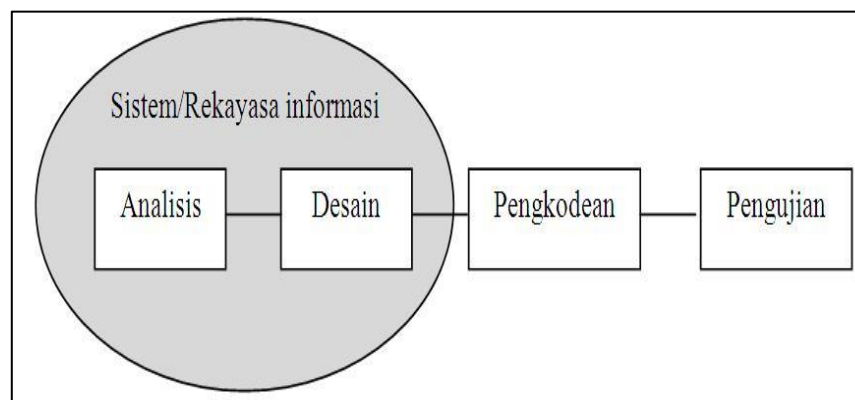 Sistem/Rekayasa informasi
Analisis
Desain
Pengkodean
Pengujian